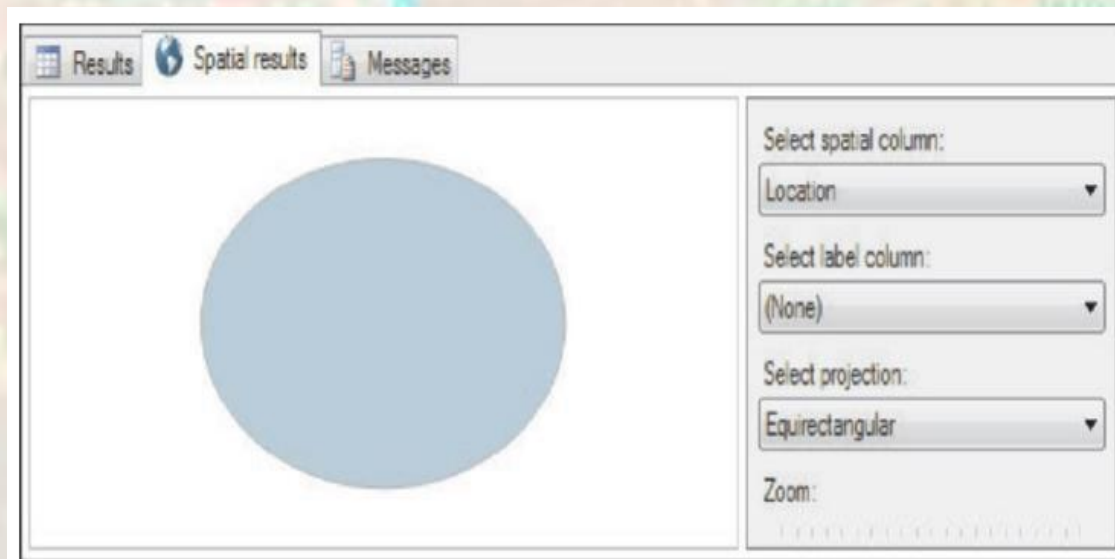 Results Spatial results Messages
Select spatial column:
Location
Select label column:
(None)
Select projection:
Equirectangular
Zoom: